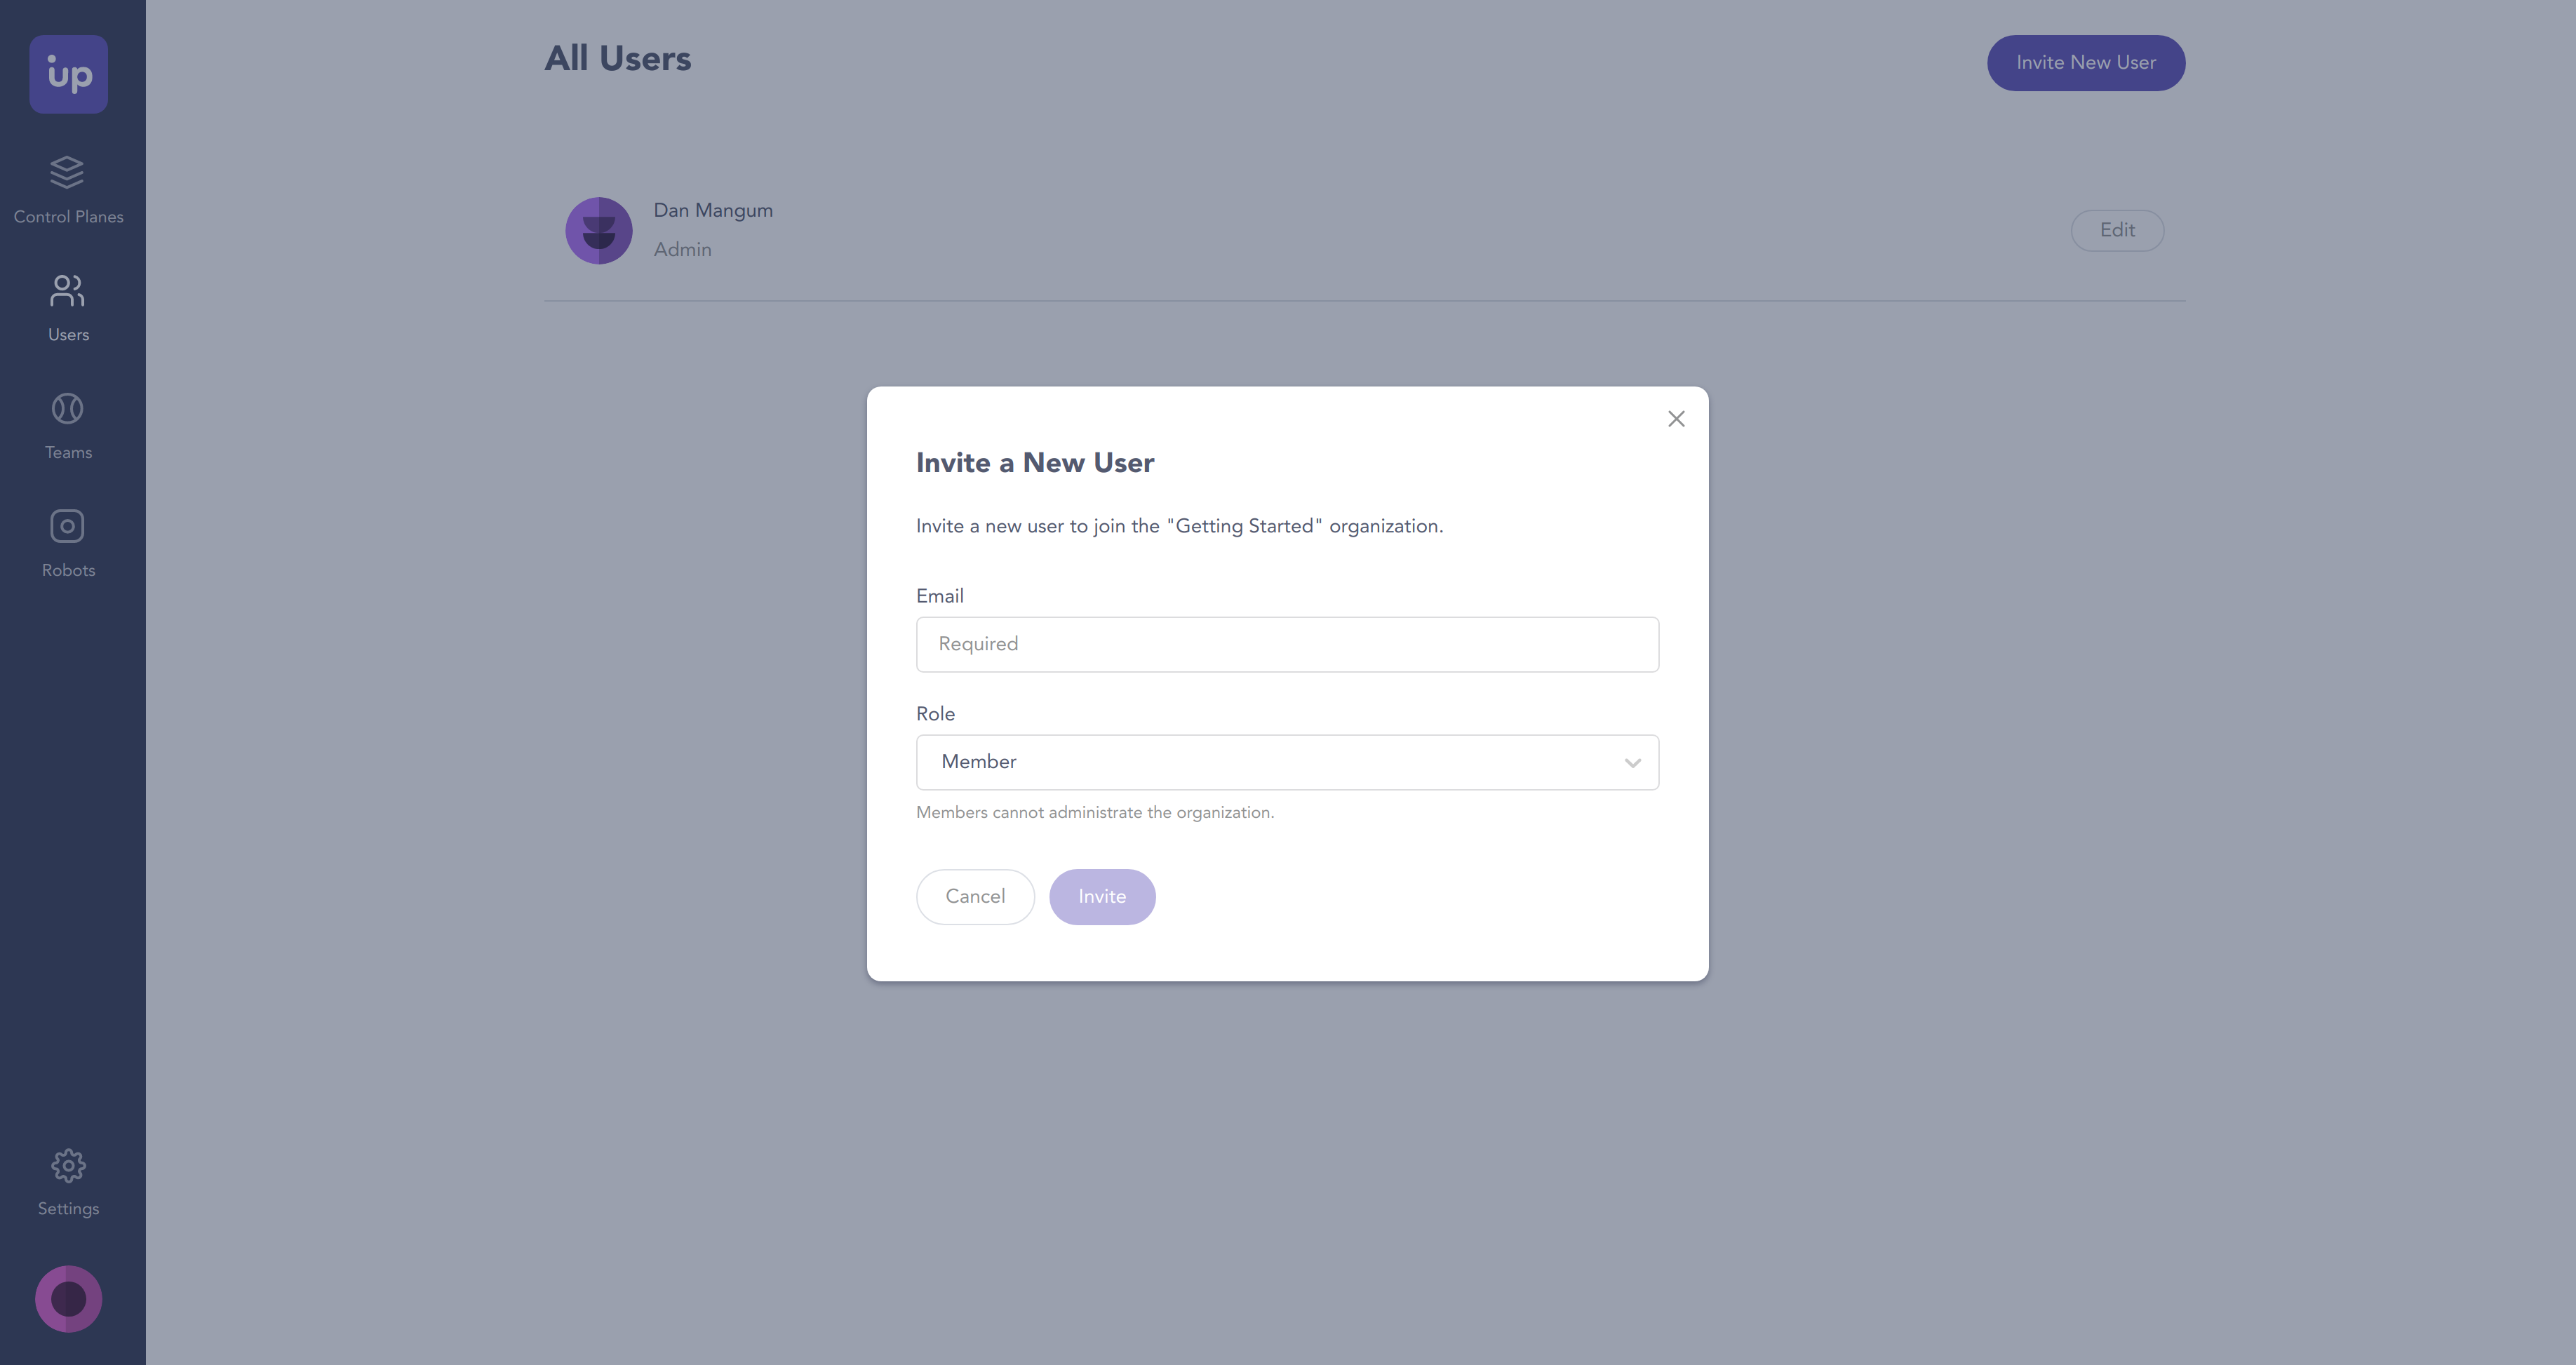 up
Control Planes
Users
Teams
Robots
Settings
All Users
Invite New User
Dan Mangum
Admin
Edit
Invite a New User
Invite a new user to join the "Getting Started" organization.
Email
Required
Role
Member
Members cannot administrate the organization.
Cancel
Invite